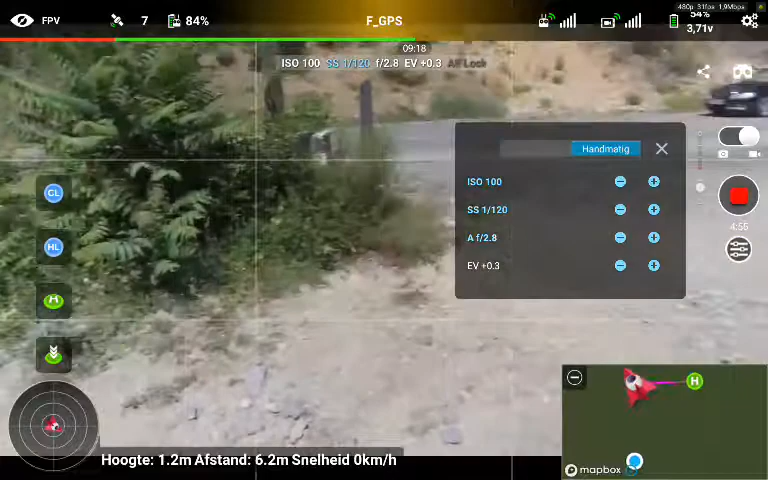 480p 31fps 1,9Mbps
FPV 7 84% F_GPS 54%
3,71v
09:18
ISO 100 SS 1/120 f/2.8 EV +0.3 AE Lock
Handmatig
ISO 100
SS 1/120
A f/2.8
EV +0.3
CL
HL
H
4:55
H
mapbox
Hoogte: 1.2m Afstand: 6.2m Snelheid 0km/h